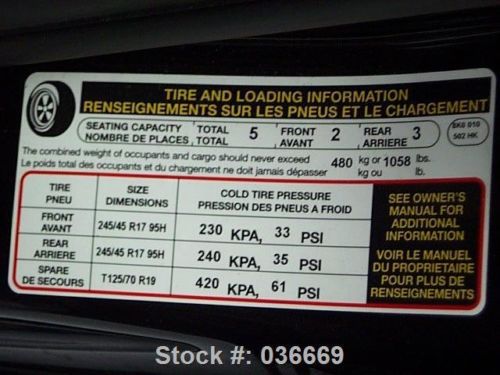 TIRE AND LOADING INFORMATION
RENSEIGNEMENTS SUR LES PNEUS ET LE CHARGEMENT
SEATING CAPACITY TOTAL 5 FRONT 2 REAR 3
NOMBRE DE PLACES TOTAL AVANT ARRIERE
BK6 010
502 HK
The combined weight of occupants and cargo should never exceed 480 kg or 1058 lbs.
Le poids total des occupants et du chargement ne doit jamais dépasser kg ou lb.
TIRE SIZE COLD TIRE PRESSURE
PNEU DIMENSIONS PRESSION DES PNEUS A FROID
FRONT
AVANT 245/45 R17 95H 230 KPA, 33 PSI
REAR
ARRIERE 245/45 R17 95H 240 KPA, 35 PSI
SPARE
DE SECOURS T125/70 R19 420 KPA, 61 PSI
SEE OWNER'S
MANUAL FOR
ADDITIONAL
INFORMATION
VOIR LE MANUEL
DU PROPRIETAIRE
POUR PLUS DE
RENSEIGNEMENTS
Stock #: 036669